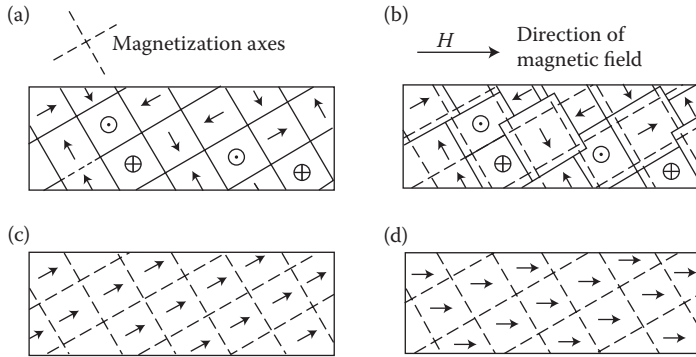 (a)
Magnetization axes
(b)
H
Direction of
magnetic field
(c)
(d)